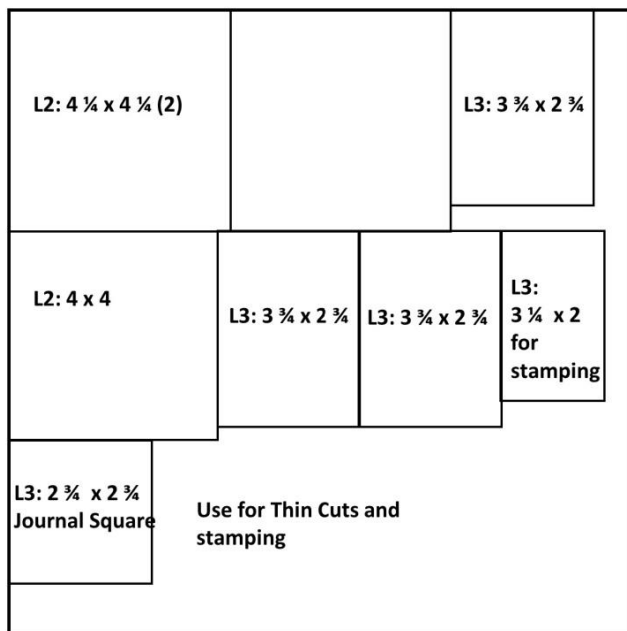 L2: 4 ¼ x 4 ¼ (2)
L3: 3 ¾ x 2 ¾
L2: 4 x 4
L3: 3 ¾ x 2 ¾
L3: 3 ¾ x 2 ¾
L3:
3 ¼ x 2
for
stamping
L3: 2 ¾ x 2 ¾
Journal Square
Use for Thin Cuts and
stamping